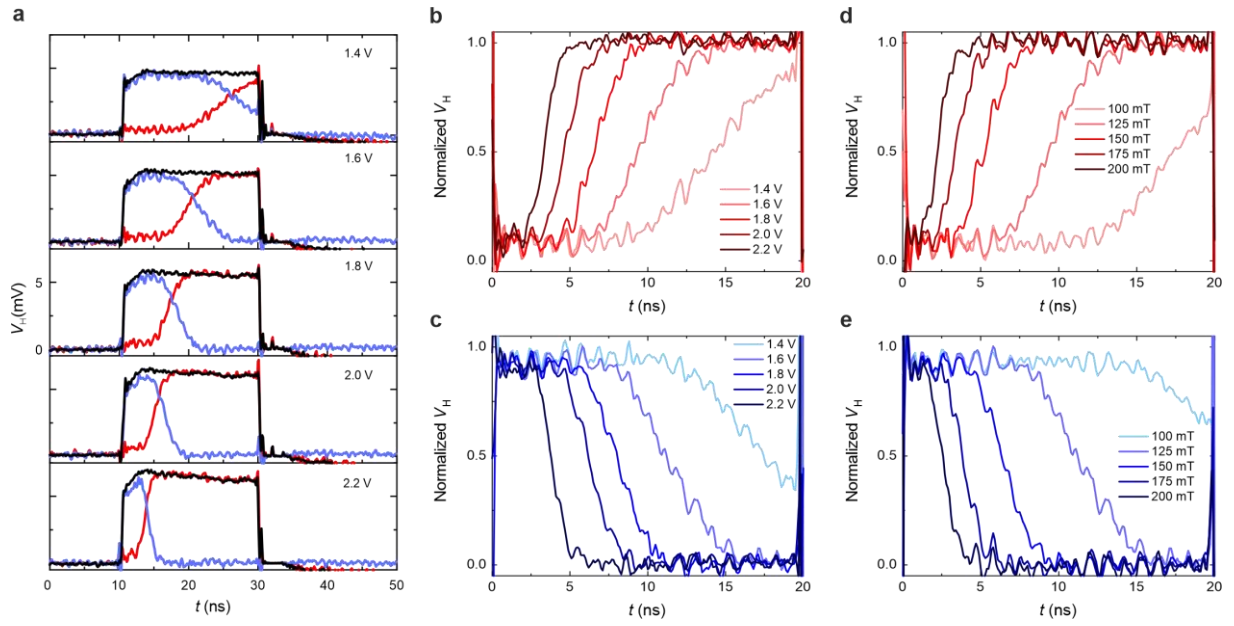 a
1.4 V
1.6 V
1.8 V
2.0 V
2.2 V
5
0
V_H(mV)
0 10 20 30 40 50
t (ns)
b
Normalized V_H
1.0
0.5
0.0
1.4 V
1.6 V
1.8 V
2.0 V
2.2 V
0 5 10 15 20
t (ns)
c
Normalized V_H
1.0
0.5
0.0
1.4 V
1.6 V
1.8 V
2.0 V
2.2 V
0 5 10 15 20
t (ns)
d
Normalized V_H
1.0
0.5
0.0
100 mT
125 mT
150 mT
175 mT
200 mT
0 5 10 15 20
t (ns)
e
Normalized V_H
1.0
0.5
0.0
100 mT
125 mT
150 mT
175 mT
200 mT
0 5 10 15 20
t (ns)